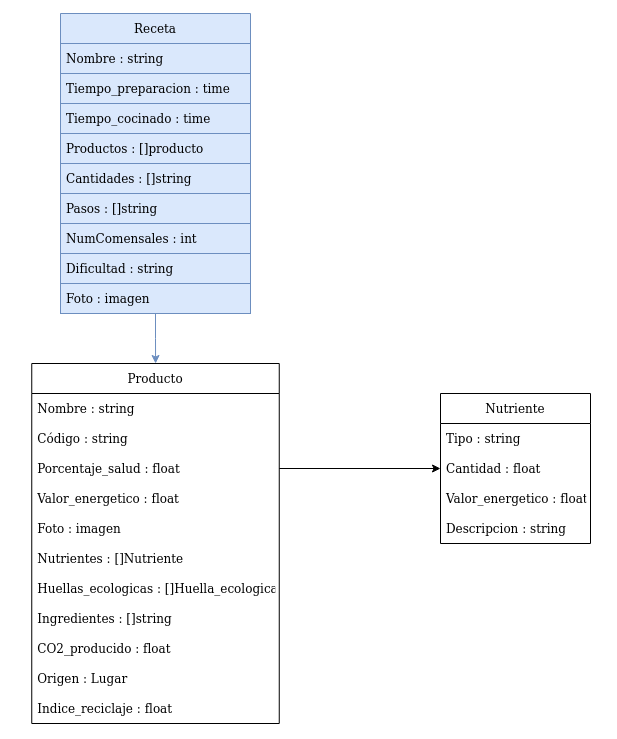 Receta
Nombre : string
Tiempo_preparacion : time
Tiempo_cocinado : time
Productos : []producto
Cantidades : []string
Pasos : []string
NumComensales : int
Dificultad : string
Foto : imagen
Producto
Nombre : string
Código : string
Porcentaje_salud : float
Valor_energetico : float
Foto : imagen
Nutrientes : []Nutriente
Huellas_ecologicas : []Huella_ecologica
Ingredientes : []string
CO2_producido : float
Origen : Lugar
Indice_reciclaje : float
Nutriente
Tipo : string
Cantidad : float
Valor_energetico : float
Descripcion : string